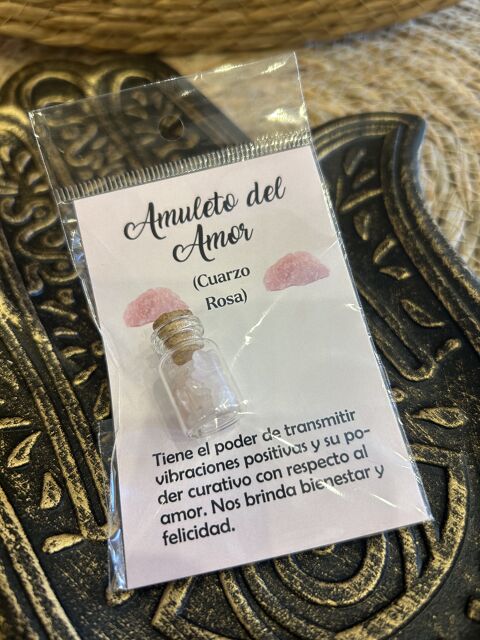 Amuleto del
Amor
(Cuarzo
Rosa)
Tiene el poder de transmitir
vibraciones positivas y su po-
der curativo con respecto al
amor. Nos brinda bienestar y
felicidad.